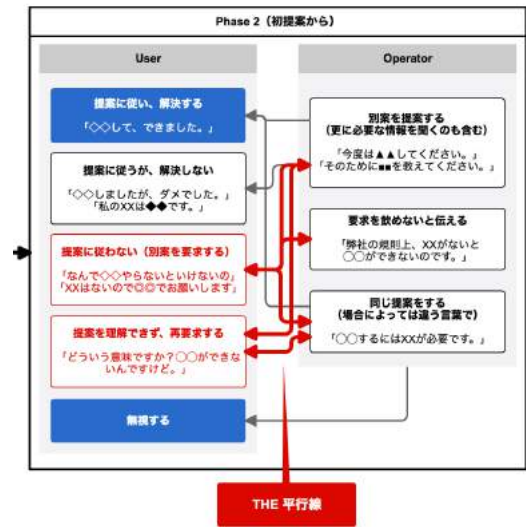 Phase 2（初提案から）
User
提案に従い、解決する
「◇◇して、できました。」
提案に従うが、解決しない
「◇◇しましたが、ダメでした。」
「私のXXは◆◆です。」
提案に従わない（別案を要求する）
「なんで◇◇やらないといけないの」
「XXはないので◎◎でお願いします」
提案を理解できず、再要求する
「どういう意味ですか？〇〇ができな
いんですけど。」
無視する
Operator
別案を提案する
（更に必要な情報を聞くのも含む）
「今度は▲▲してください。」
「そのために■■を教えてください。」
要求を飲めないと伝える
「弊社の規則上、XXがないと
〇〇ができないのです。」
同じ提案をする
（場合によっては違う言葉で）
「〇〇するにはXXが必要です。」
THE 平行線